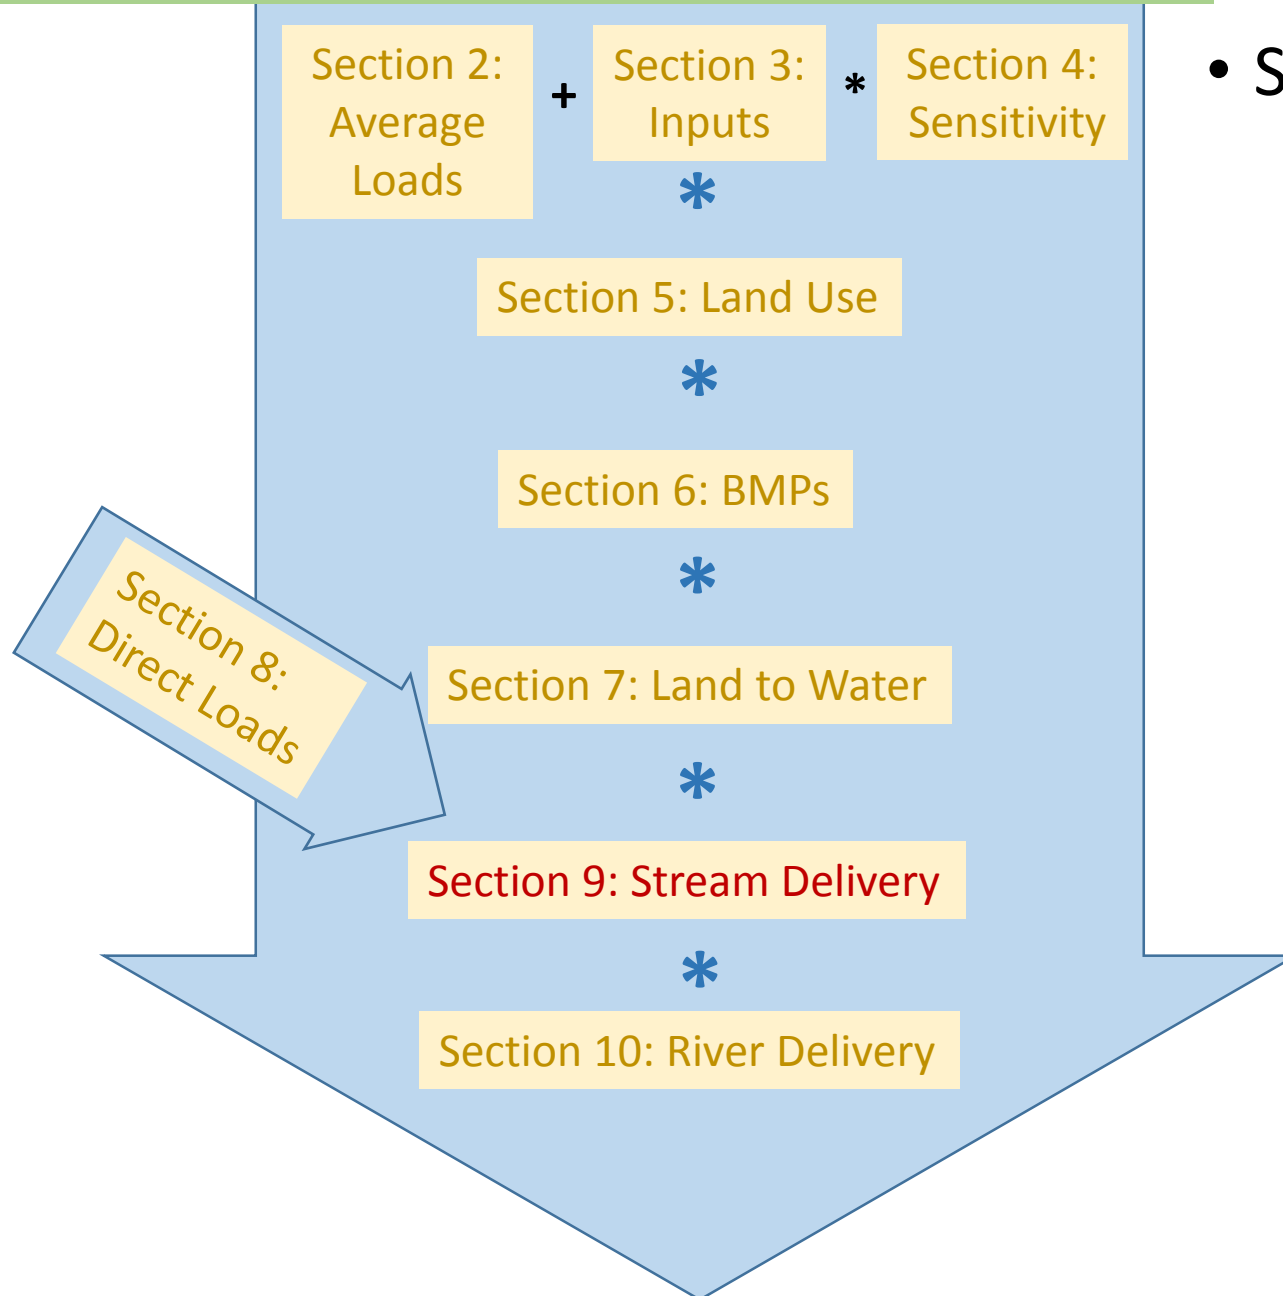 Section 2:
Average
Loads
+
Section 3:
Inputs
*
Section 4:
Sensitivity
• S
*
Section 5: Land Use
*
Section 6: BMPs
*
Section 8:
Direct Loads
Section 7: Land to Water
*
Section 9: Stream Delivery
*
Section 10: River Delivery